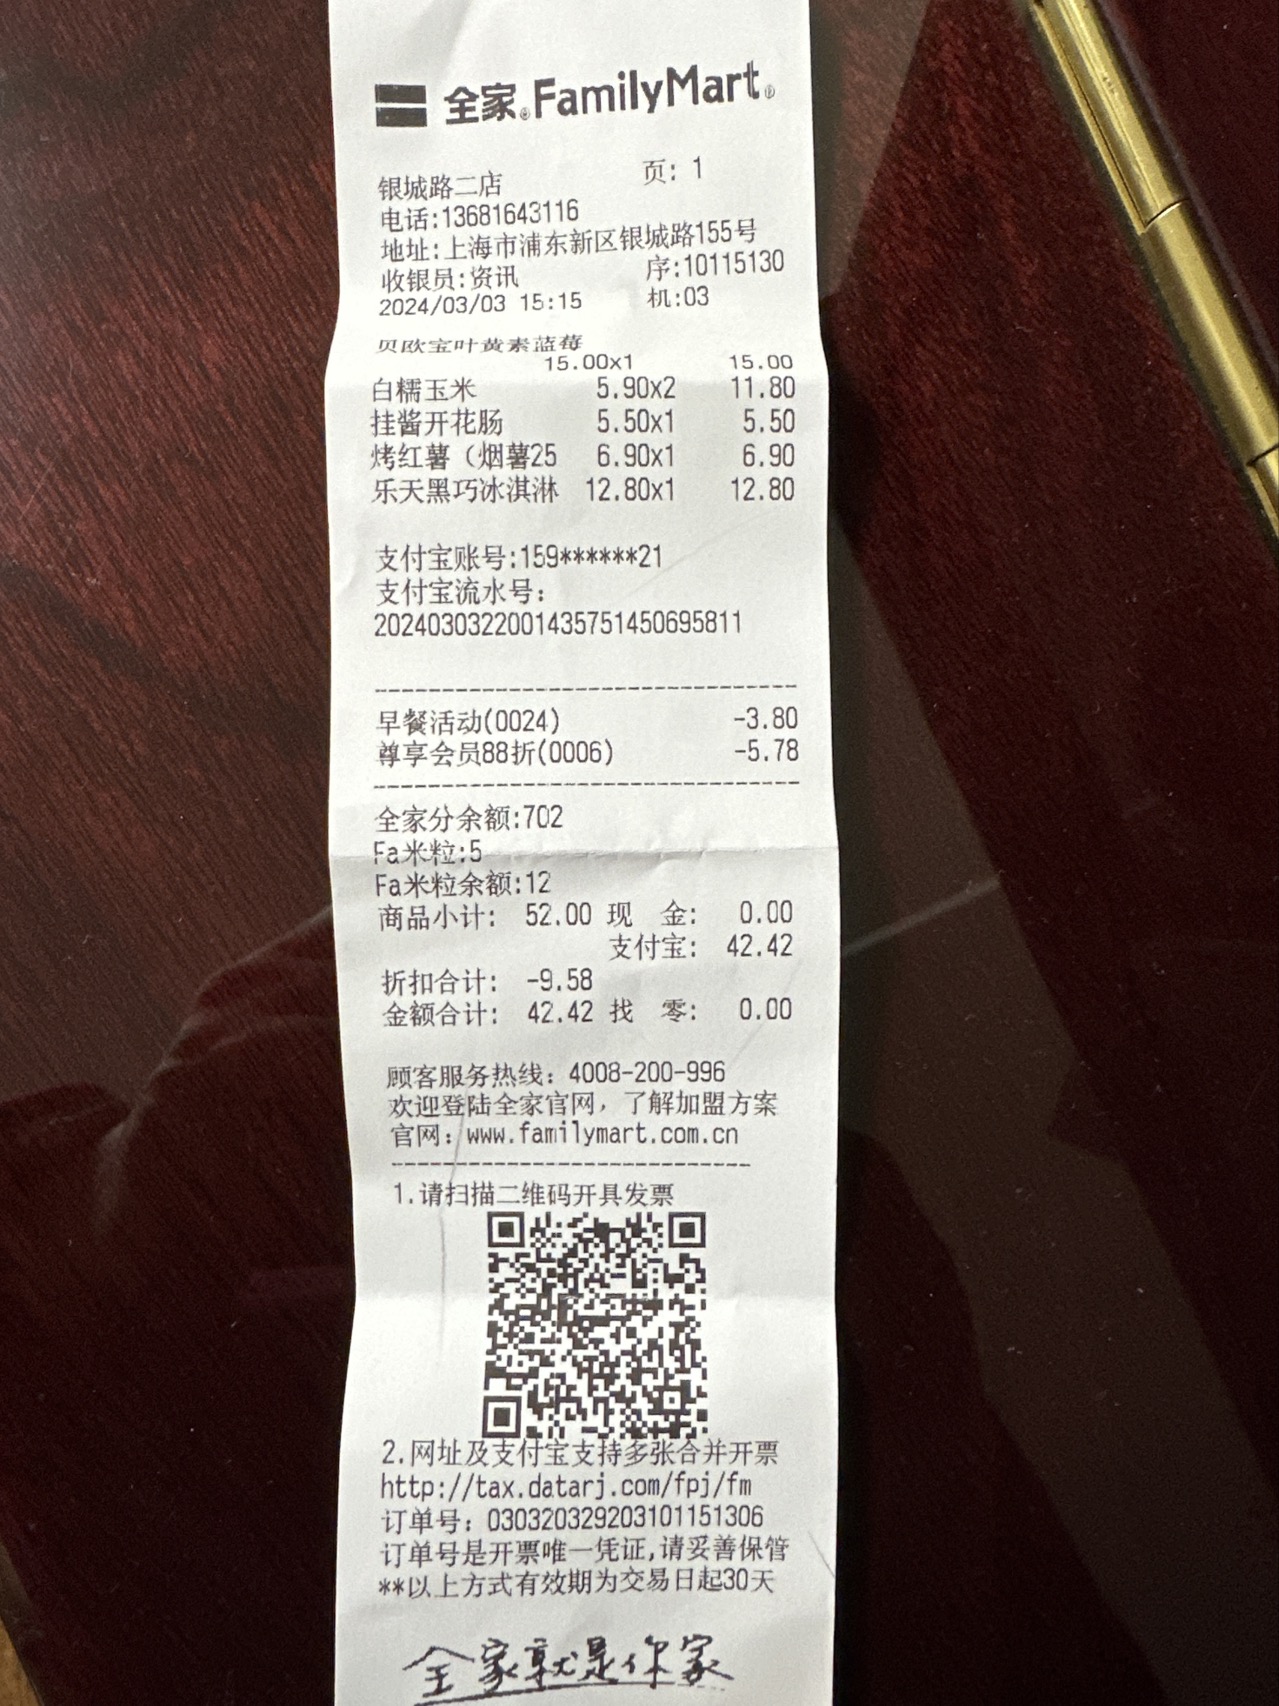 全家® FamilyMart®
银城路二店 页: 1
电话:13681643116
地址:上海市浦东新区银城路155号
收银员:资讯 序:10115130
2024/03/03 15:15 机:03
贝欧宝叶黄素蓝莓
15.00x1 15.00
白糯玉米 5.90x2 11.80
挂酱开花肠 5.50x1 5.50
烤红薯（烟薯25 6.90x1 6.90
乐天黑巧冰淇淋 12.80x1 12.80
支付宝账号:159******21
支付宝流水号:
2024030322001435751450695811
早餐活动(0024) -3.80
尊享会员88折(0006) -5.78
全家分余额:702
Fa米粒:5
Fa米粒余额:12
商品小计: 52.00 现 金: 0.00
支付宝: 42.42
折扣合计: -9.58
金额合计: 42.42 找 零: 0.00
顾客服务热线: 4008-200-996
欢迎登陆全家官网，了解加盟方案
官网: www.familymart.com.cn
1.请扫描二维码开具发票
2.网址及支付宝支持多张合并开票
http://tax.datarj.com/fpj/fm
订单号: 030320329203101151306
订单号是开票唯一凭证,请妥善保管
**以上方式有效期为交易日起30天
全家就是你家